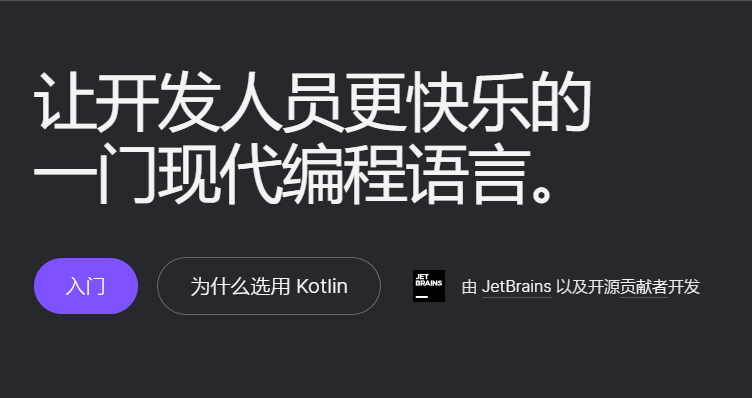 让开发人员更快乐的
一门现代编程语言。
入门
为什么选用 Kotlin
JET
BRAINS
由 JetBrains 以及开源贡献者开发